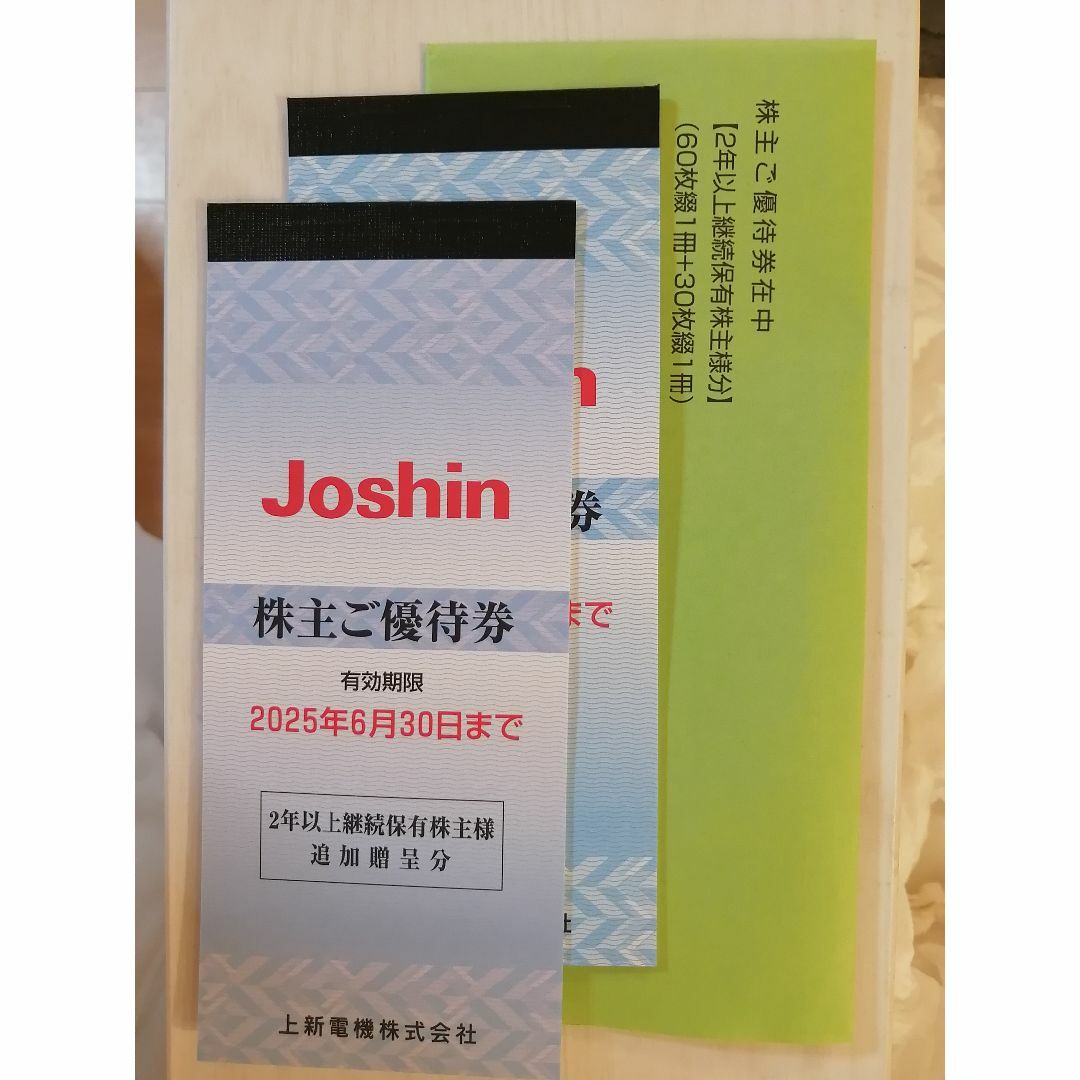 株主ご優待券在中
【2年以上継続保有株主様分】
(60枚綴1冊+30枚綴1冊)
n
券
まで
社
Joshin
株主ご優待券
有効期限
2025年6月30日まで
2年以上継続保有株主様
追加贈呈分
上新電機株式会社